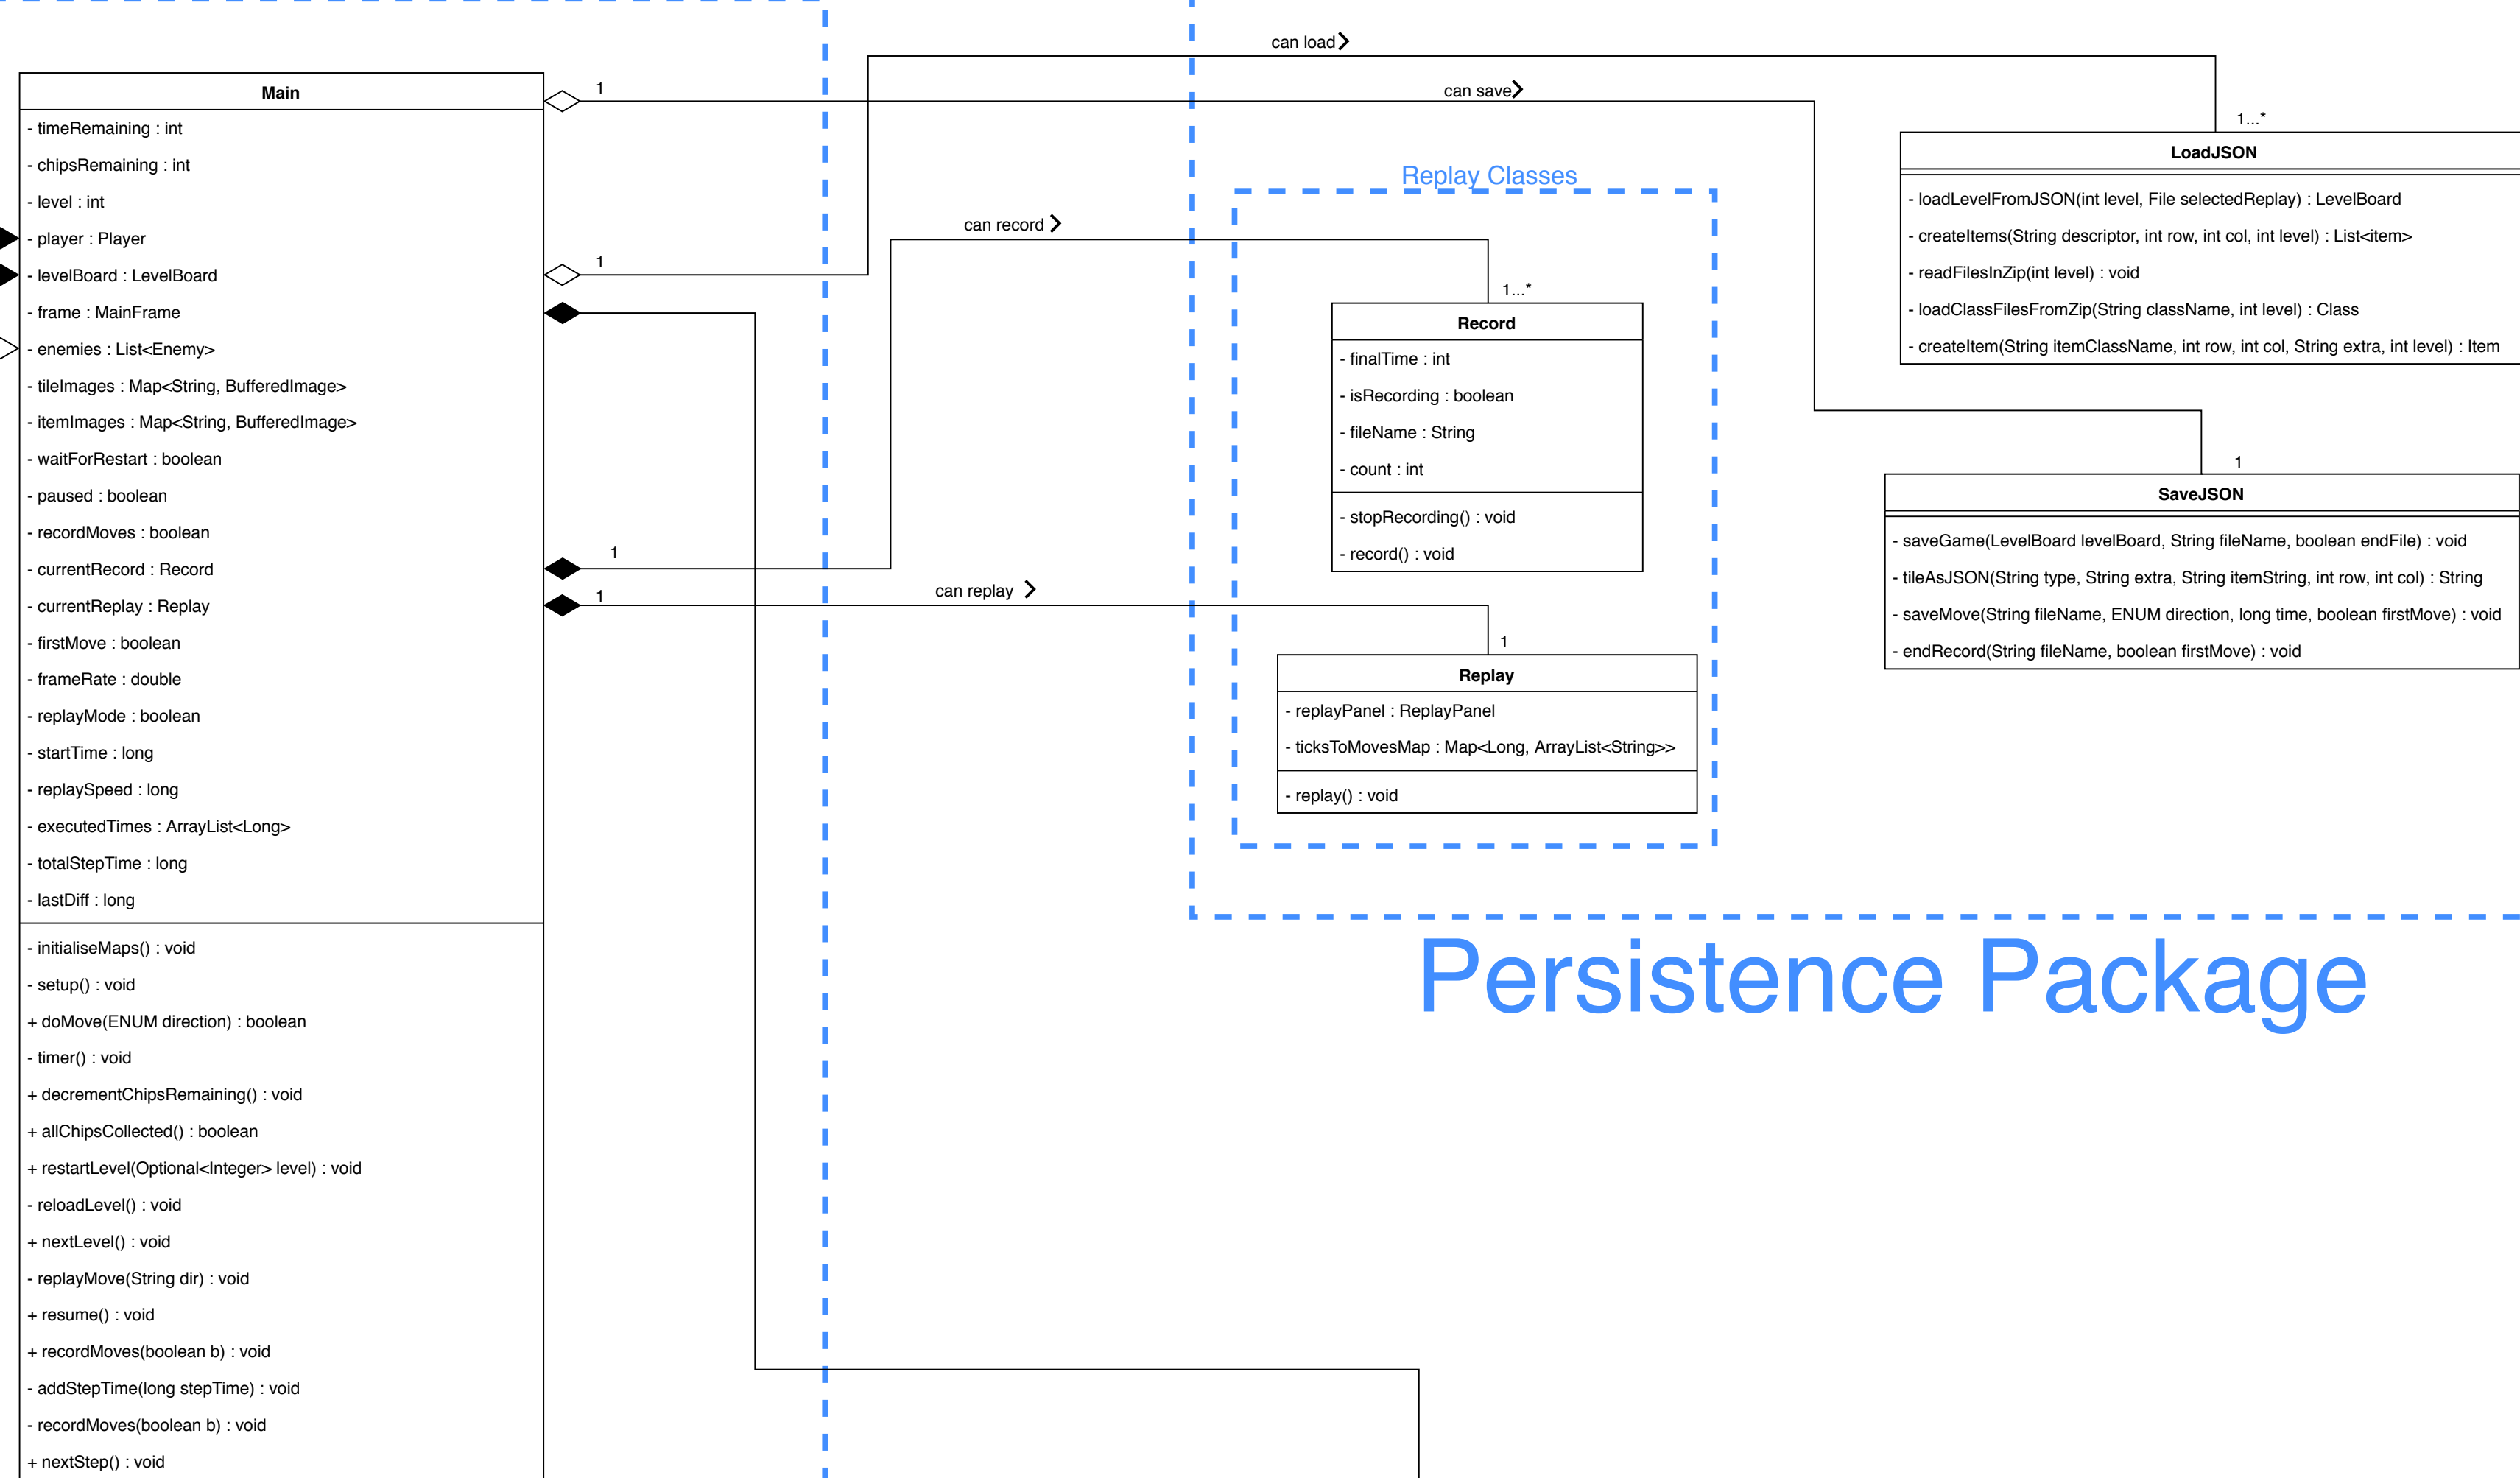 Main
- timeRemaining : int
- chipsRemaining : int
- level : int
- player : Player
- levelBoard : LevelBoard
- frame : MainFrame
- enemies : List<Enemy>
- tileImages : Map<String, BufferedImage>
- itemImages : Map<String, BufferedImage>
- waitForRestart : boolean
- paused : boolean
- recordMoves : boolean
- currentRecord : Record
- currentReplay : Replay
- firstMove : boolean
- frameRate : double
- replayMode : boolean
- startTime : long
- replaySpeed : long
- executedTimes : ArrayList<Long>
- totalStepTime : long
- lastDiff : long
- initialiseMaps() : void
- setup() : void
+ doMove(ENUM direction) : boolean
- timer() : void
+ decrementChipsRemaining() : void
+ allChipsCollected() : boolean
+ restartLevel(Optional<Integer> level) : void
- reloadLevel() : void
+ nextLevel() : void
- replayMove(String dir) : void
+ resume() : void
+ recordMoves(boolean b) : void
- addStepTime(long stepTime) : void
- recordMoves(boolean b) : void
+ nextStep() : void
1
1
1
1
can load
can save
can record
can replay
Replay Classes
1...*
Record
- finalTime : int
- isRecording : boolean
- fileName : String
- count : int
- stopRecording() : void
- record() : void
1
Replay
- replayPanel : ReplayPanel
- ticksToMovesMap : Map<Long, ArrayList<String>>
- replay() : void
1...*
LoadJSON
- loadLevelFromJSON(int level, File selectedReplay) : LevelBoard
- createItems(String descriptor, int row, int col, int level) : List<item>
- readFilesInZip(int level) : void
- loadClassFilesFromZip(String className, int level) : Class
- createItem(String itemClassName, int row, int col, String extra, int level) : Item
1
SaveJSON
- saveGame(LevelBoard levelBoard, String fileName, boolean endFile) : void
- tileAsJSON(String type, String extra, String itemString, int row, int col) : String
- saveMove(String fileName, ENUM direction, long time, boolean firstMove) : void
- endRecord(String fileName, boolean firstMove) : void
Persistence Package